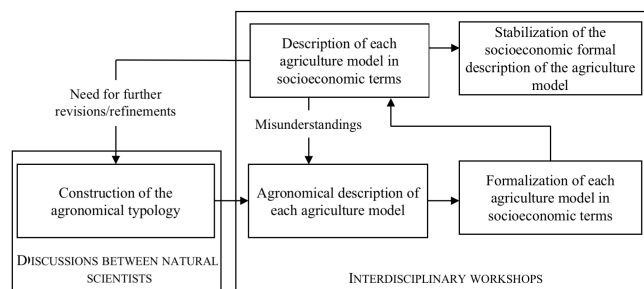 Description of each
agriculture model in
socioeconomic terms
Stabilization of the
socioeconomic formal
description of the agriculture
model
Need for further
revisions/refinements
Misunderstandings
Construction of the
agronomical typology
Agronomical description of
each agriculture model
Formalization of each
agriculture model in
socioeconomic terms
DISCUSSIONS BETWEEN NATURAL
SCIENTISTS
INTERDISCIPLINARY WORKSHOPS